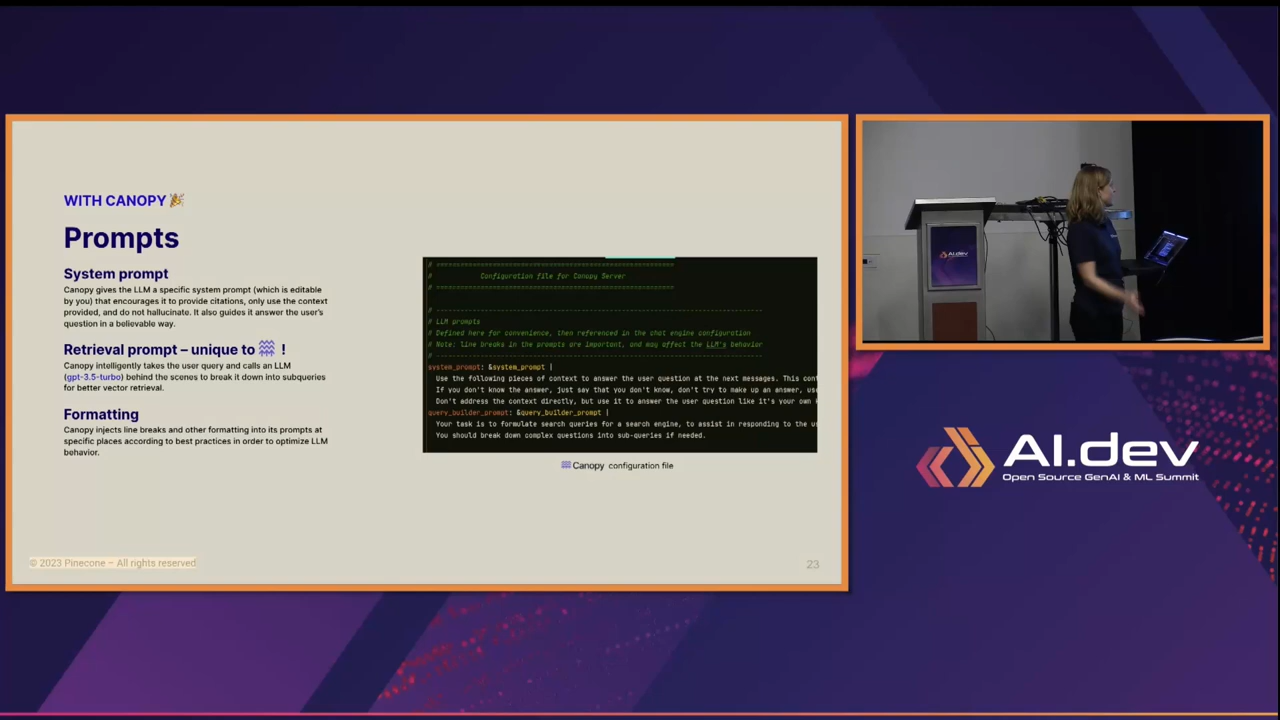 WITH CANOPY 🎉
Prompts
System prompt
Canopy gives the LLM a specific system prompt (which is editable
by you) that encourages it to provide citations, only use the context
provided, and do not hallucinate. It also guides it answer the user's
question in a believable way.
Retrieval prompt – unique to !
Canopy intelligently takes the user query and calls an LLM
(gpt-3.5-turbo) behind the scenes to break it down into subqueries
for better vector retrieval.
Formatting
Canopy injects line breaks and other formatting into its prompts at
specific places according to best practices in order to optimize LLM
behavior.
# Configuration file for Canopy Server
# LLM prompts
# Defined here for convenience, then referenced in the chat engine configuration
# Note: line breaks in the prompts are important, and may affect the LLM's behavior
system_prompt: &system_prompt |
Use the following pieces of context to answer the user question at the next messages. This cont
If you don't know the answer, just say that you don't know, don't try to make up an answer, use
Don't address the context directly, but use it to answer the user question like it's your own k
query_builder_prompt: &query_builder_prompt |
Your task is to formulate search queries for a search engine, to assist in responding to the us
You should break down complex questions into sub-queries if needed.
Canopy configuration file
© 2023 Pinecone – All rights reserved
23
AI.dev
AI.dev
Open Source GenAI & ML Summit